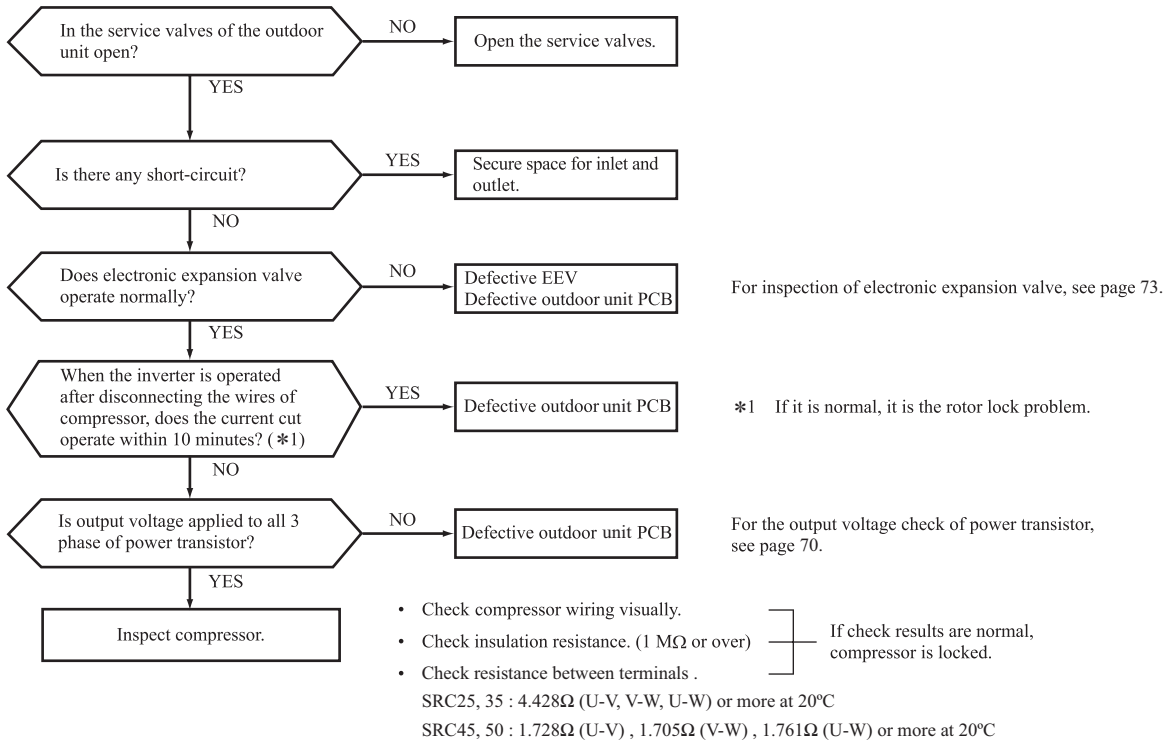 In the service valves of the outdoor
unit open?
NO
Open the service valves.
YES
Is there any short-circuit?
YES
Secure space for inlet and
outlet.
NO
Does electronic expansion valve
operate normally?
NO
Defective EEV
Defective outdoor unit PCB
For inspection of electronic expansion valve, see page 73.
YES
When the inverter is operated
after disconnecting the wires of
compressor, does the current cut
operate within 10 minutes? (∗1)
YES
Defective outdoor unit PCB
∗1 If it is normal, it is the rotor lock problem.
NO
Is output voltage applied to all 3
phase of power transistor?
NO
Defective outdoor unit PCB
For the output voltage check of power transistor,
see page 70.
YES
Inspect compressor.
• Check compressor wiring visually.
• Check insulation resistance. (1 MΩ or over)
• Check resistance between terminals .
If check results are normal,
compressor is locked.
SRC25, 35 : 4.428Ω (U-V, V-W, U-W) or more at 20ºC
SRC45, 50 : 1.728Ω (U-V) , 1.705Ω (V-W) , 1.761Ω (U-W) or more at 20ºC